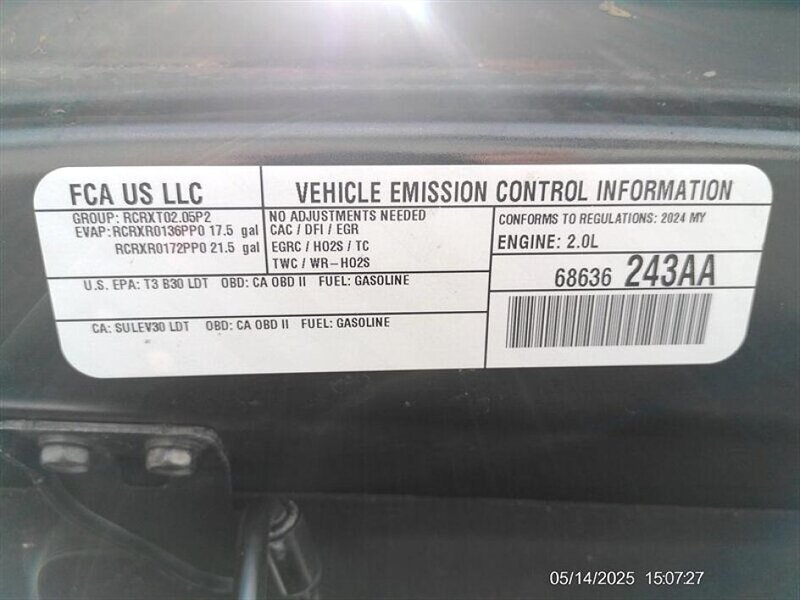 FCA US LLC
VEHICLE EMISSION CONTROL INFORMATION
GROUP: RCRXT02.05P2
EVAP: RCRXR0136PP0 17.5 gal
RCRXR0172PP0 21.5 gal
NO ADJUSTMENTS NEEDED
CAC / DFI / EGR
EGRC / HO2S / TC
TWC / WR-HO2S
CONFORMS TO REGULATIONS: 2024 MY
ENGINE: 2.0L
U.S. EPA: T3 B30 LDT OBD: CA OBD II FUEL: GASOLINE
68636 243AA
CA: SULEV30 LDT OBD: CA OBD II FUEL: GASOLINE
05/14/2025 15:07:27